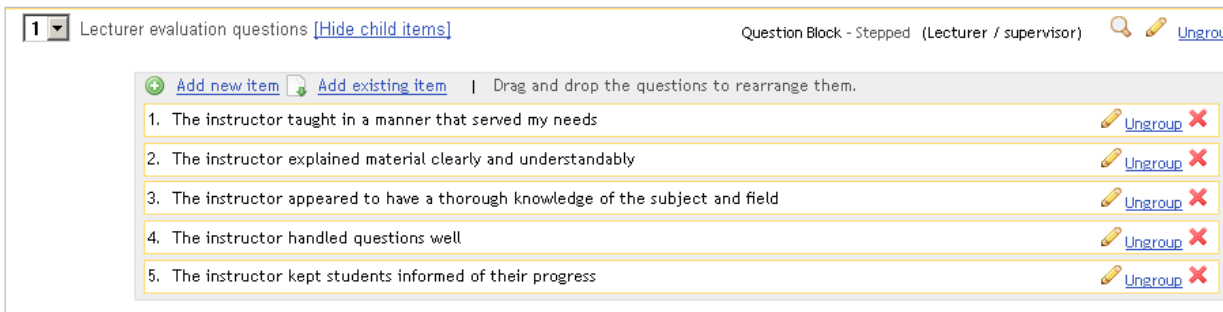 1 Lecturer evaluation questions [Hide child items] Question Block - Stepped (Lecturer / supervisor)
Add new item Add existing item | Drag and drop the questions to rearrange them.
1. The instructor taught in a manner that served my needs Ungroup
2. The instructor explained material clearly and understandably Ungroup
3. The instructor appeared to have a thorough knowledge of the subject and field Ungroup
4. The instructor handled questions well Ungroup
5. The instructor kept students informed of their progress Ungroup